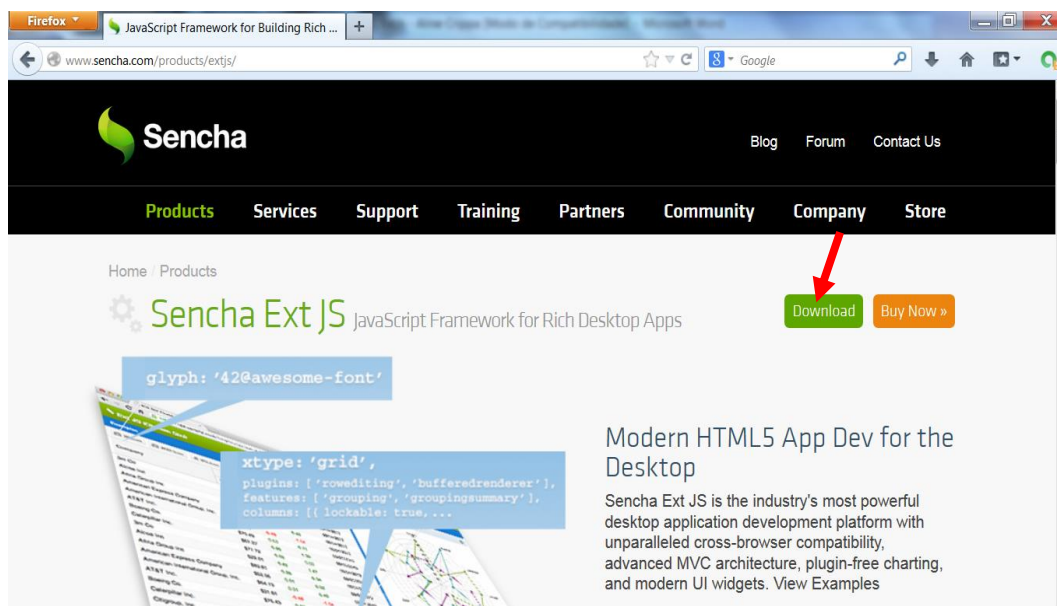 Firefox
JavaScript Framework for Building Rich ...
+
www.sencha.com/products/extjs/
8
Google
Sencha
Blog Forum Contact Us
Products Services Support Training Partners Community Company Store
Home / Products
Sencha Ext JS JavaScript Framework for Rich Desktop Apps
Download
Buy Now »
glyph: '42@awesome-font'
xtype: 'grid',
plugins: ['rowediting', 'bufferedrenderer'],
features: ['grouping', 'groupingsummary'],
columns: [{ lockable: true,...
Modern HTML5 App Dev for the
Desktop
Sencha Ext JS is the industry's most powerful
desktop application development platform with
unparalleled cross-browser compatibility,
advanced MVC architecture, plugin-free charting,
and modern UI widgets. View Examples